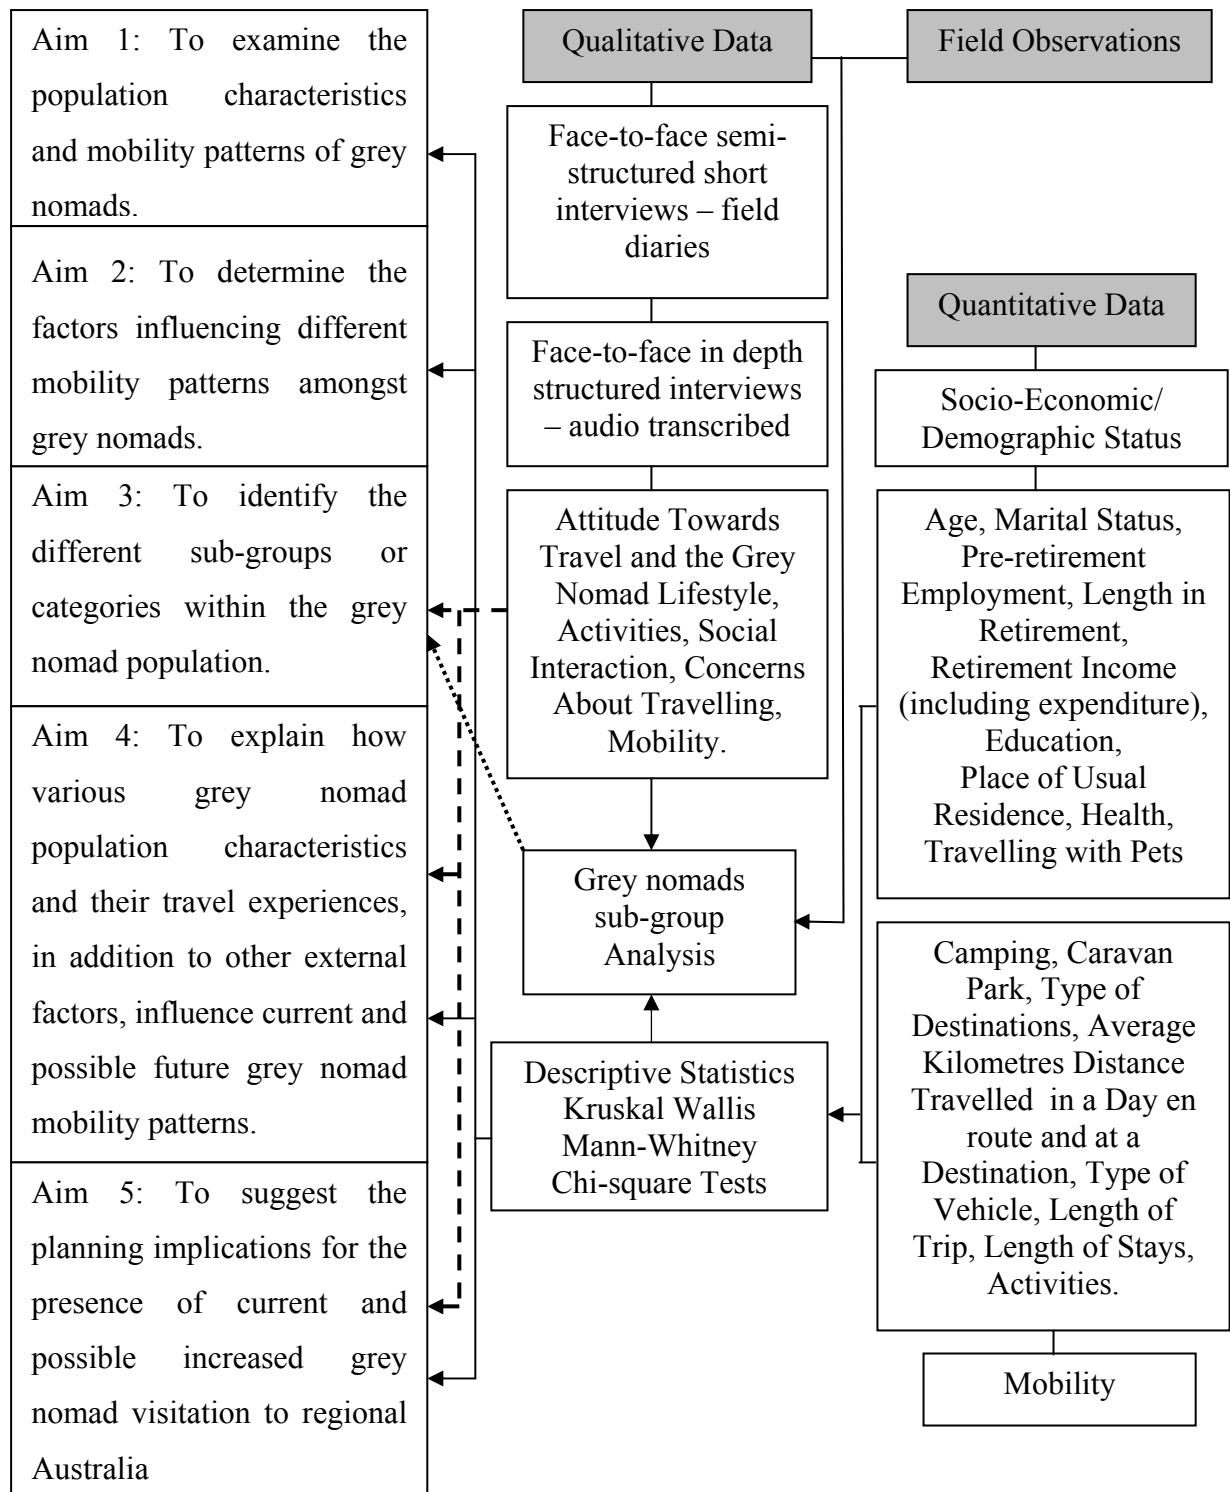 Aim 1: To examine the
population characteristics
and mobility patterns of grey
nomads.
Aim 2: To determine the
factors influencing different
mobility patterns amongst
grey nomads.
Aim 3: To identify the
different sub-groups or
categories within the grey
nomad population.
Aim 4: To explain how
various grey nomad
population characteristics
and their travel experiences,
in addition to other external
factors, influence current and
possible future grey nomad
mobility patterns.
Aim 5: To suggest the
planning implications for the
presence of current and
possible increased grey
nomad visitation to regional
Australia
Qualitative Data
Face-to-face semi-
structured short
interviews – field
diaries
Face-to-face in depth
structured interviews
– audio transcribed
Attitude Towards
Travel and the Grey
Nomad Lifestyle,
Activities, Social
Interaction, Concerns
About Travelling,
Mobility.
Grey nomads
sub-group
Analysis
Descriptive Statistics
Kruskal Wallis
Mann-Whitney
Chi-square Tests
Field Observations
Quantitative Data
Socio-Economic/
Demographic Status
Age, Marital Status,
Pre-retirement
Employment, Length in
Retirement,
Retirement Income
(including expenditure),
Education,
Place of Usual
Residence, Health,
Travelling with Pets
Camping, Caravan
Park, Type of
Destinations, Average
Kilometres Distance
Travelled in a Day en
route and at a
Destination, Type of
Vehicle, Length of
Trip, Length of Stays,
Activities.
Mobility